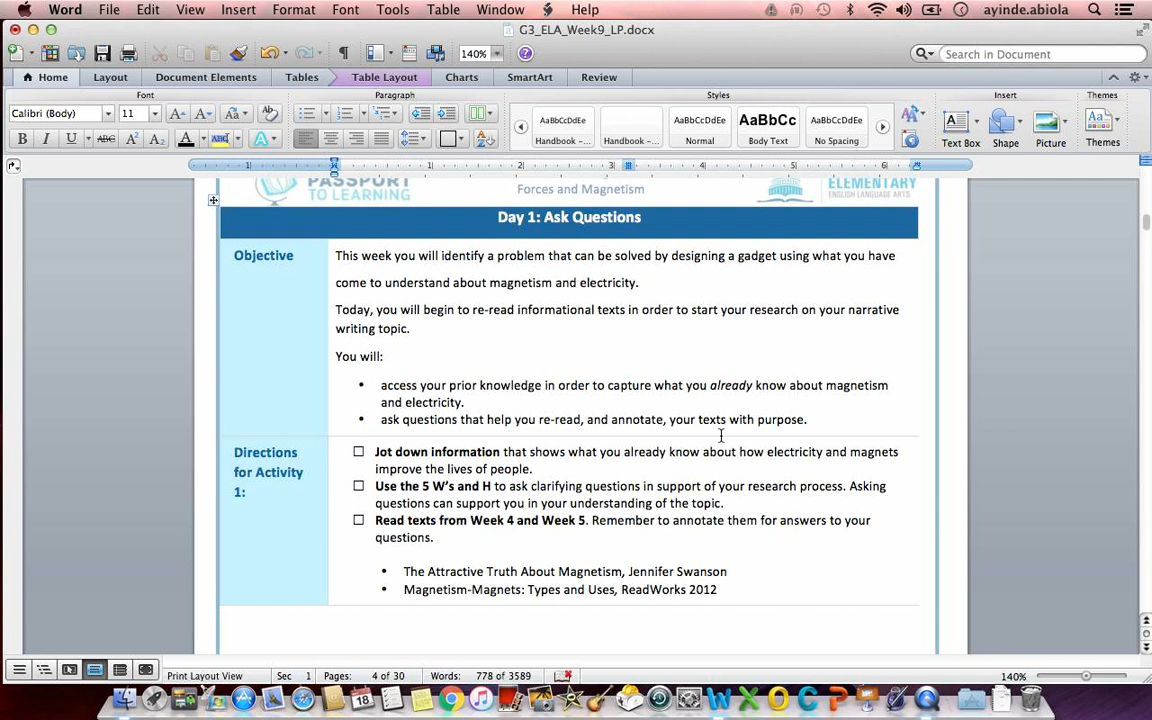 Word File Edit View Insert Format Font Tools Table Window Help ayinde.abiola
G3_ELA_Week9_LP.docx
140% Search in Document
Home Layout Document Elements Tables Table Layout Charts SmartArt Review
Font Paragraph Styles Insert Themes
Calibri (Body) 11
AaBbCcDdEe AaBbCcDdEe AaBbCc AaBbCcDdEe
Handbook -... Handbook -... Normal Body Text No Spacing
Text Box Shape Picture Themes
PASSPORT TO LEARNING
Forces and Magnetism
ELEMENTARY
ENGLISH LANGUAGE ARTS
Day 1: Ask Questions
Objective
This week you will identify a problem that can be solved by designing a gadget using what you have
come to understand about magnetism and electricity.
Today, you will begin to re-read informational texts in order to start your research on your narrative
writing topic.
You will:
• access your prior knowledge in order to capture what you already know about magnetism
and electricity.
• ask questions that help you re-read, and annotate, your texts with purpose.
Directions
for Activity
1:
☐ Jot down information that shows what you already know about how electricity and magnets
improve the lives of people.
☐ Use the 5 W's and H to ask clarifying questions in support of your research process. Asking
questions can support you in your understanding of the topic.
☐ Read texts from Week 4 and Week 5. Remember to annotate them for answers to your
questions.
• The Attractive Truth About Magnetism, Jennifer Swanson
• Magnetism-Magnets: Types and Uses, ReadWorks 2012
Print Layout View Sec 1 Pages: 4 of 30 Words: 778 of 3589 140%